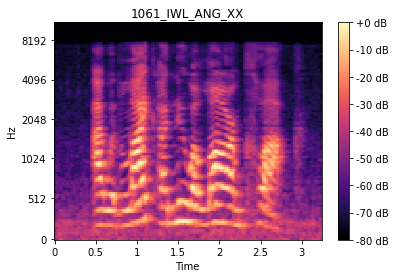 1061_IWL_ANG_XX
+0 dB
8192
-10 dB
4096
-20 dB
-30 dB
2048
Hz
-40 dB
1024
-50 dB
512
-60 dB
-70 dB
0
-80 dB
0 0.5 1 1.5 2 2.5 3
Time